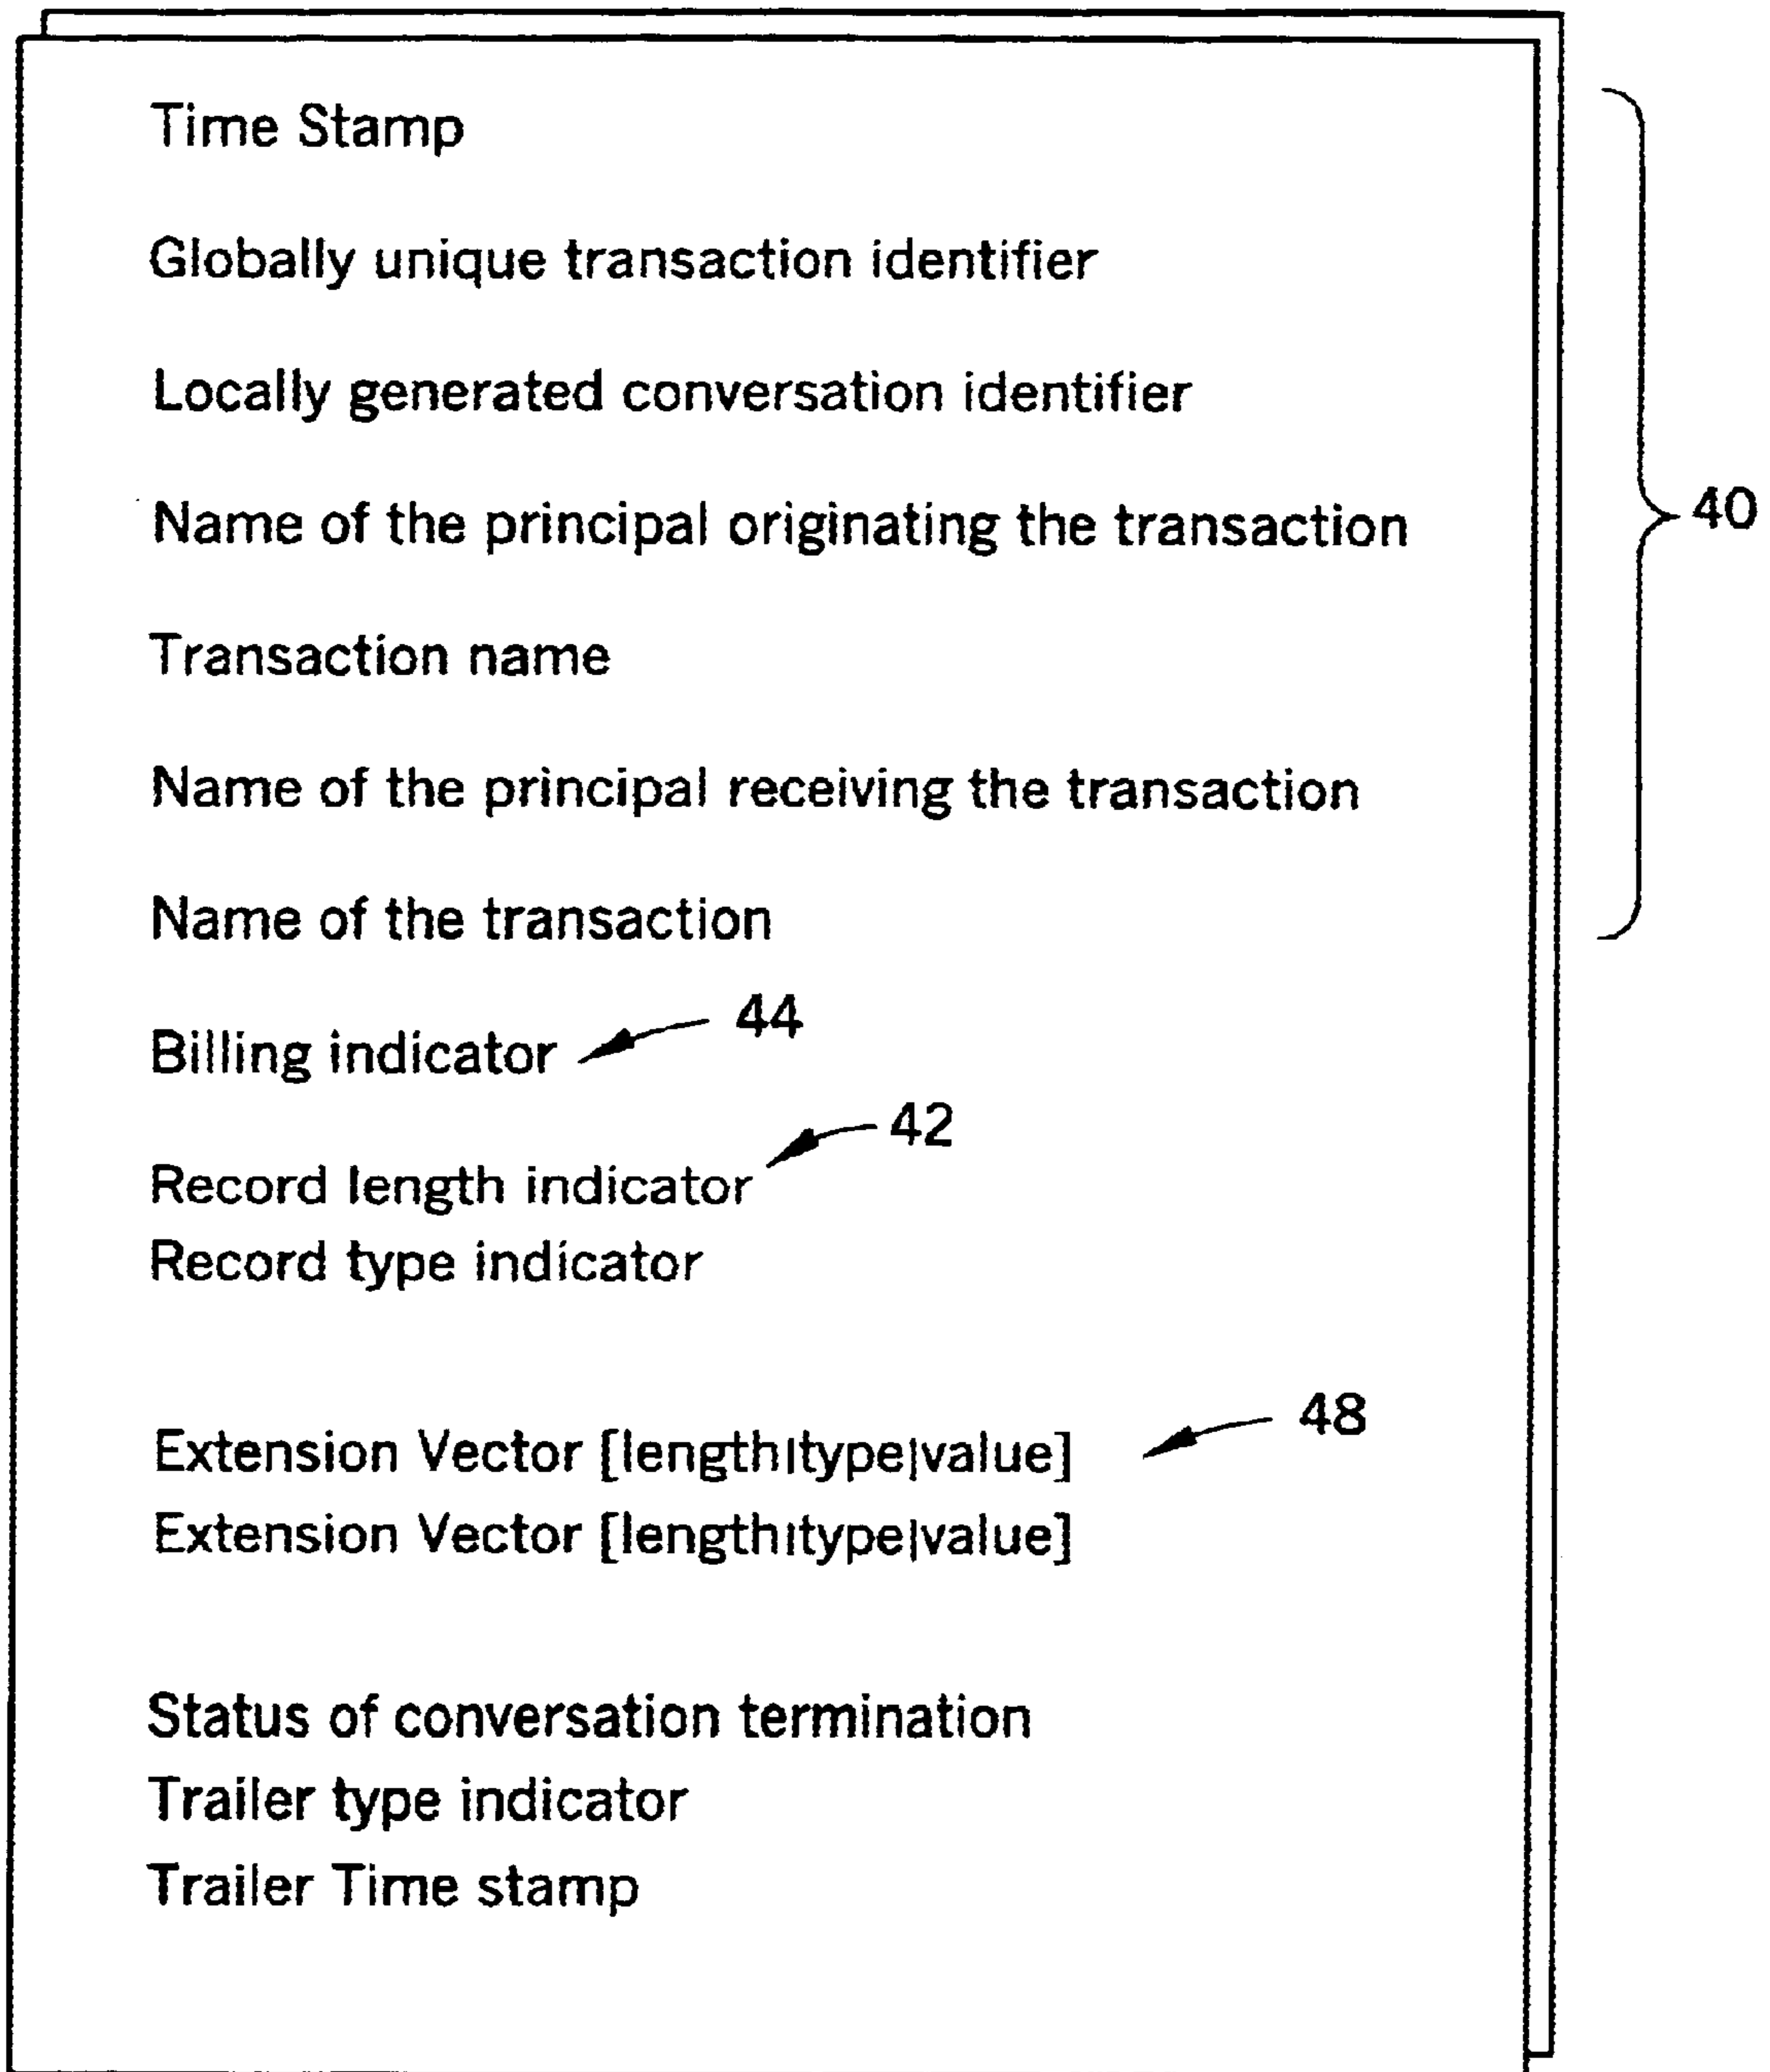 Time Stamp
Globally unique transaction identifier
Locally generated conversation identifier
Name of the principal originating the transaction
40
Transaction name
Name of the principal receiving the transaction
Name of the transaction
Billing indicator 44
Record length indicator 42
Record type indicator
Extension Vector [length|type|value] 48
Extension Vector [length|type|value]
Status of conversation termination
Trailer type indicator
Trailer Time stamp